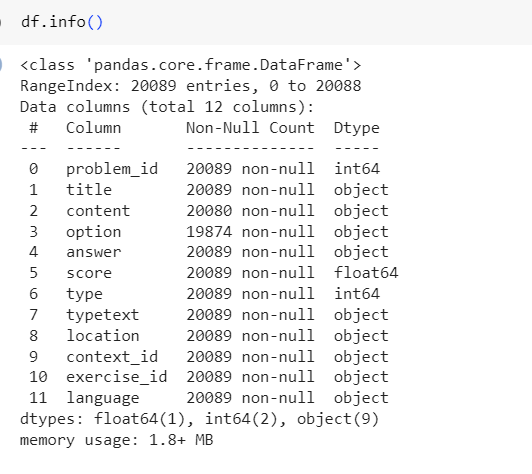 df.info()
<class 'pandas.core.frame.DataFrame'>
RangeIndex: 20089 entries, 0 to 20088
Data columns (total 12 columns):
 #   Column       Non-Null Count  Dtype
---  ------       --------------  -----
 0   problem_id   20089 non-null  int64
 1   title        20089 non-null  object
 2   content      20080 non-null  object
 3   option       19874 non-null  object
 4   answer       20089 non-null  object
 5   score        20089 non-null  float64
 6   type         20089 non-null  int64
 7   typetext     20089 non-null  object
 8   location     20089 non-null  object
 9   context_id   20089 non-null  object
 10  exercise_id  20089 non-null  object
 11  language     20089 non-null  object
dtypes: float64(1), int64(2), object(9)
memory usage: 1.8+ MB